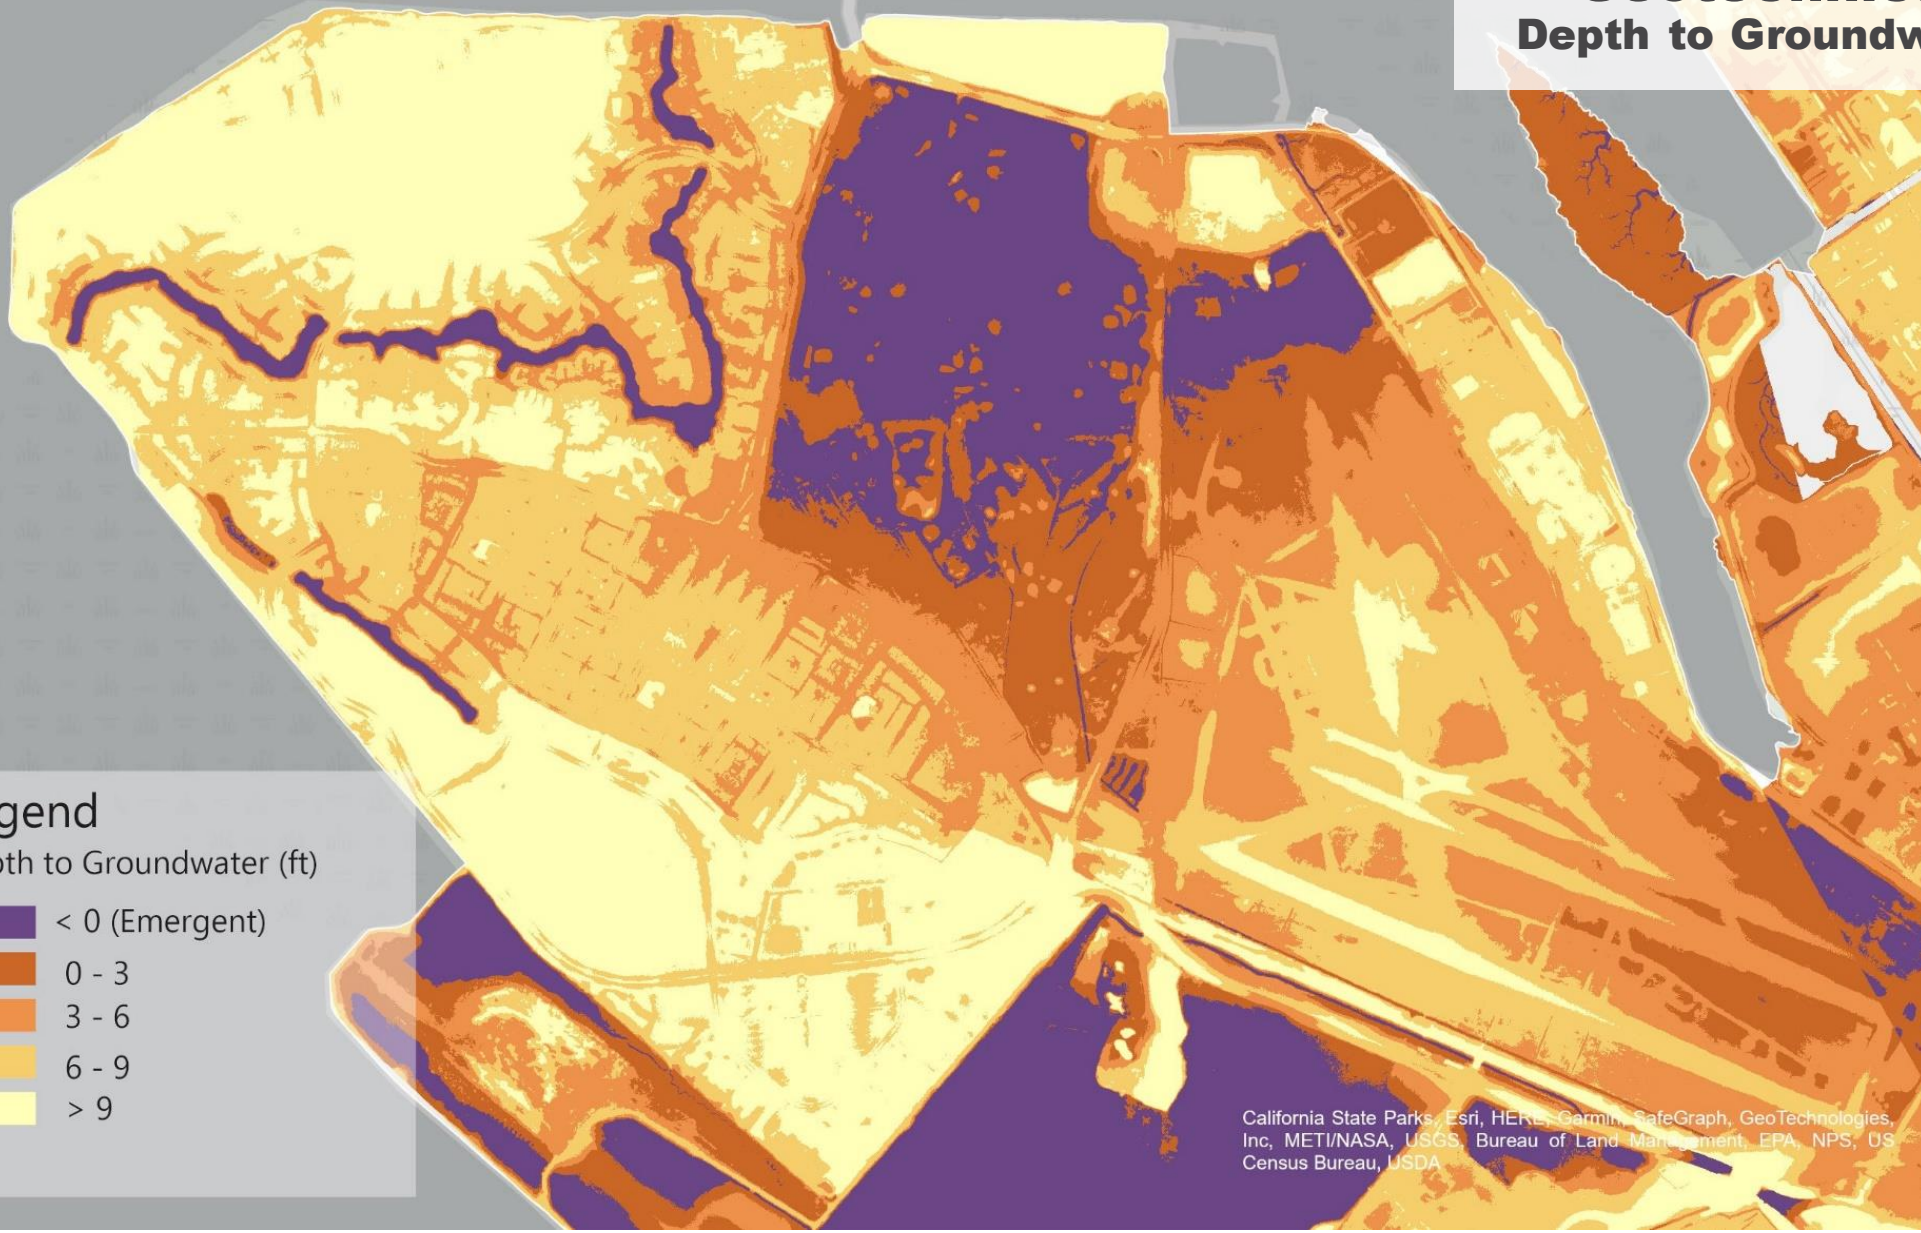 Depth to Groundw
gend
pth to Groundwater (ft)
< 0 (Emergent)
0 - 3
3 - 6
6 - 9
> 9
California State Parks, Esri, HERE, Garmin, SafeGraph, GeoTechnologies,
Inc, METI/NASA, USGS, Bureau of Land Management, EPA, NPS, US
Census Bureau, USDA